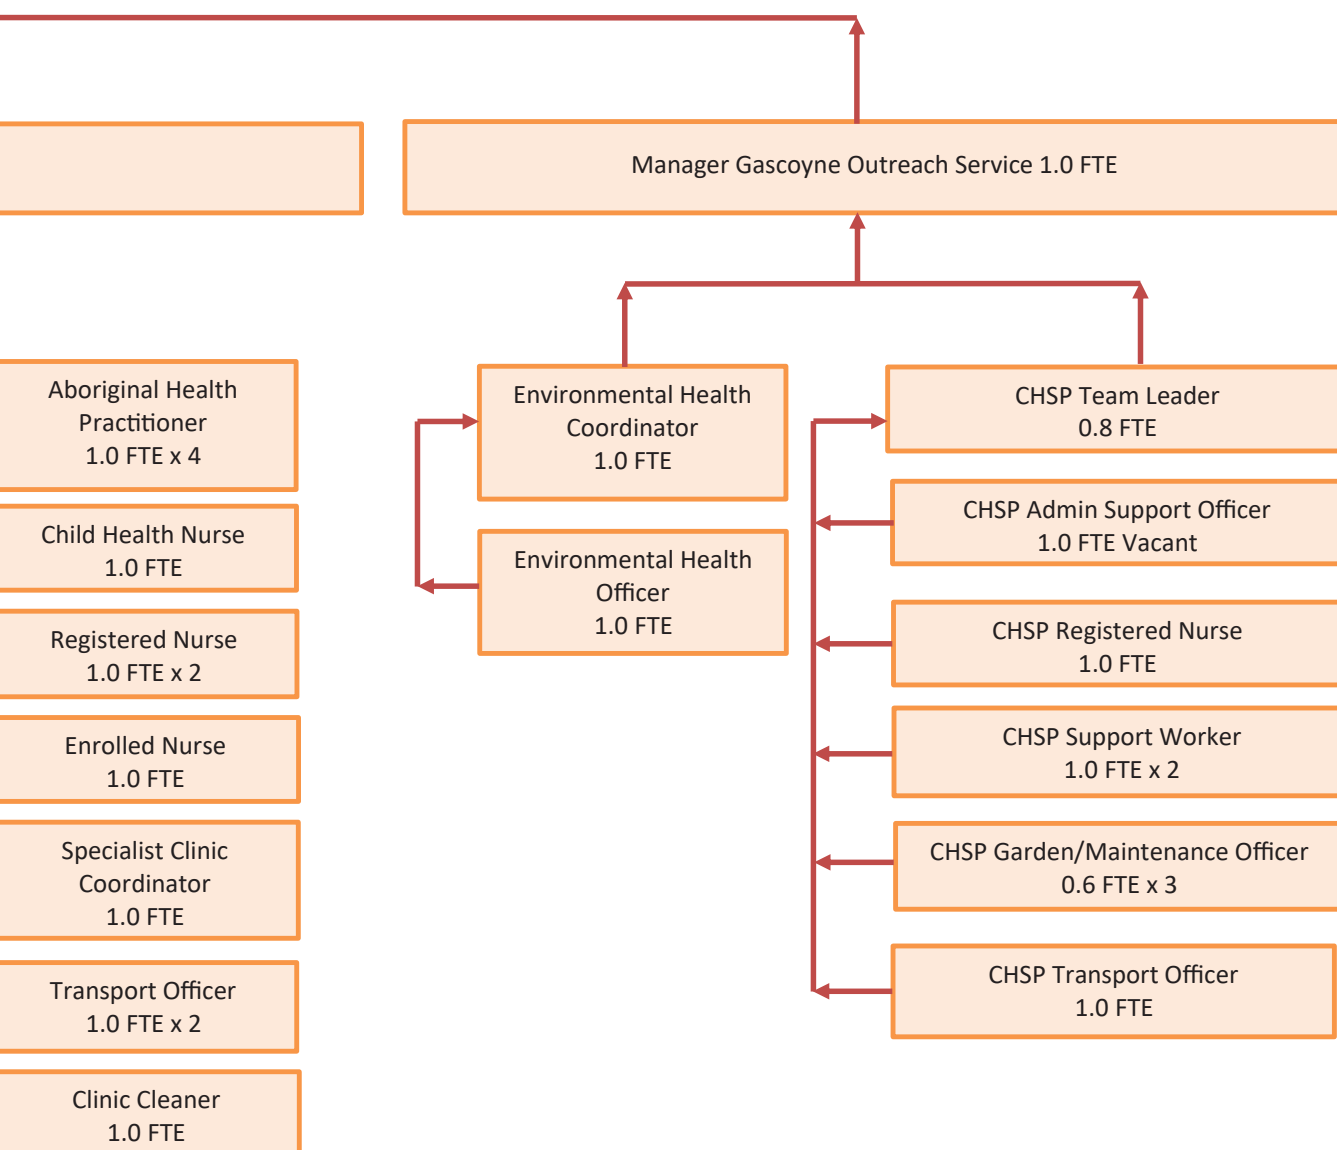 Manager Gascoyne Outreach Service 1.0 FTE
Aboriginal Health
Practitioner
1.0 FTE x 4
Child Health Nurse
1.0 FTE
Registered Nurse
1.0 FTE x 2
Enrolled Nurse
1.0 FTE
Specialist Clinic
Coordinator
1.0 FTE
Transport Officer
1.0 FTE x 2
Clinic Cleaner
1.0 FTE
Environmental Health
Coordinator
1.0 FTE
Environmental Health
Officer
1.0 FTE
CHSP Team Leader
0.8 FTE
CHSP Admin Support Officer
1.0 FTE Vacant
CHSP Registered Nurse
1.0 FTE
CHSP Support Worker
1.0 FTE x 2
CHSP Garden/Maintenance Officer
0.6 FTE x 3
CHSP Transport Officer
1.0 FTE